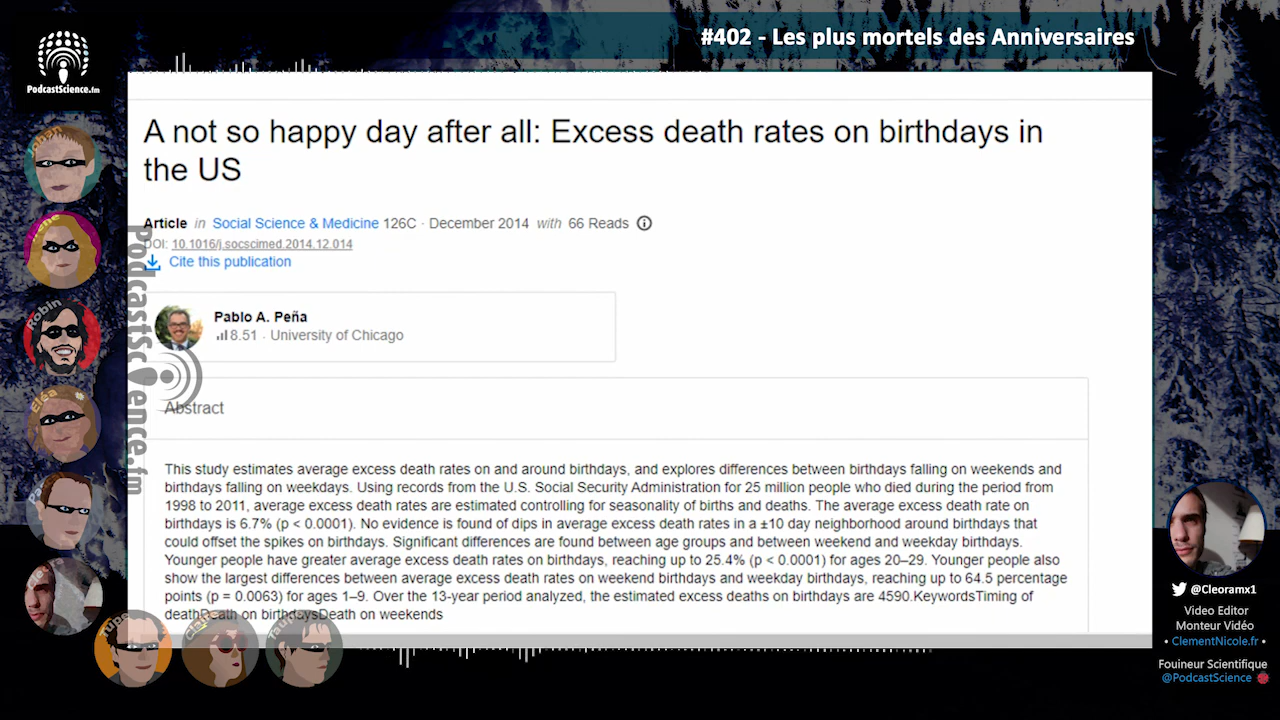 #402 - Les plus mortels des Anniversaires
PodcastScience.fm
A not so happy day after all: Excess death rates on birthdays in
the US
Article in Social Science & Medicine 126C · December 2014 with 66 Reads
DOI: 10.1016/j.socscimed.2014.12.014
Cite this publication
Pablo A. Peña
8.51 · University of Chicago
Abstract
This study estimates average excess death rates on and around birthdays, and explores differences between birthdays falling on weekends and
birthdays falling on weekdays. Using records from the U.S. Social Security Administration for 25 million people who died during the period from
1998 to 2011, average excess death rates are estimated controlling for seasonality of births and deaths. The average excess death rate on
birthdays is 6.7% (p < 0.0001). No evidence is found of dips in average excess death rates in a ±10 day neighborhood around birthdays that
could offset the spikes on birthdays. Significant differences are found between age groups and between weekend and weekday birthdays.
Younger people have greater average excess death rates on birthdays, reaching up to 25.4% (p < 0.0001) for ages 20–29. Younger people also
show the largest differences between average excess death rates on weekend birthdays and weekday birthdays, reaching up to 64.5 percentage
points (p = 0.0063) for ages 1–9. Over the 13-year period analyzed, the estimated excess deaths on birthdays are 4590.KeywordsTiming of
deathDeath on birthdaysDeath on weekends
Robin
Eléa
@Cleoramx1
Video Editor
Monteur Vidéo
• ClementNicole.fr •
Fouineur Scientifique
@PodcastScience